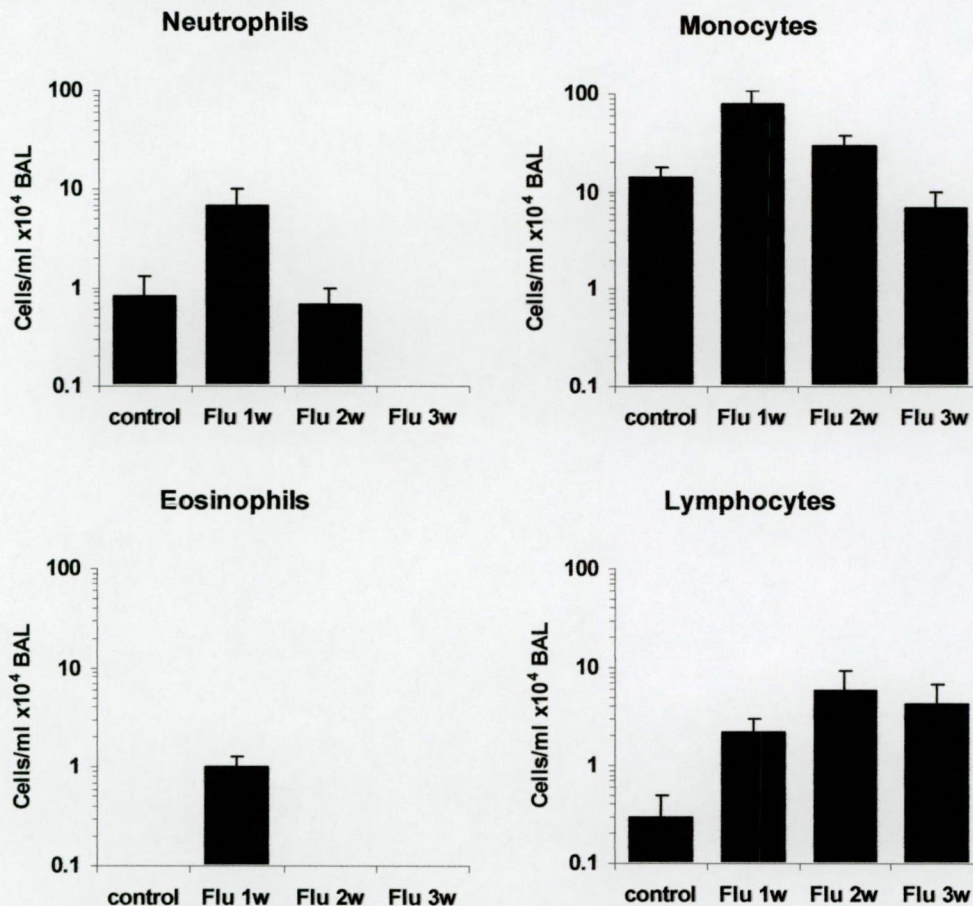 Neutrophils
Cells/ml x10⁴ BAL
100
10
1
0.1
control Flu 1w Flu 2w Flu 3w
Monocytes
Cells/ml x10⁴ BAL
100
10
1
0.1
control Flu 1w Flu 2w Flu 3w
Eosinophils
Cells/ml x10⁴ BAL
100
10
1
0.1
control Flu 1w Flu 2w Flu 3w
Lymphocytes
Cells/ml x10⁴ BAL
100
10
1
0.1
control Flu 1w Flu 2w Flu 3w